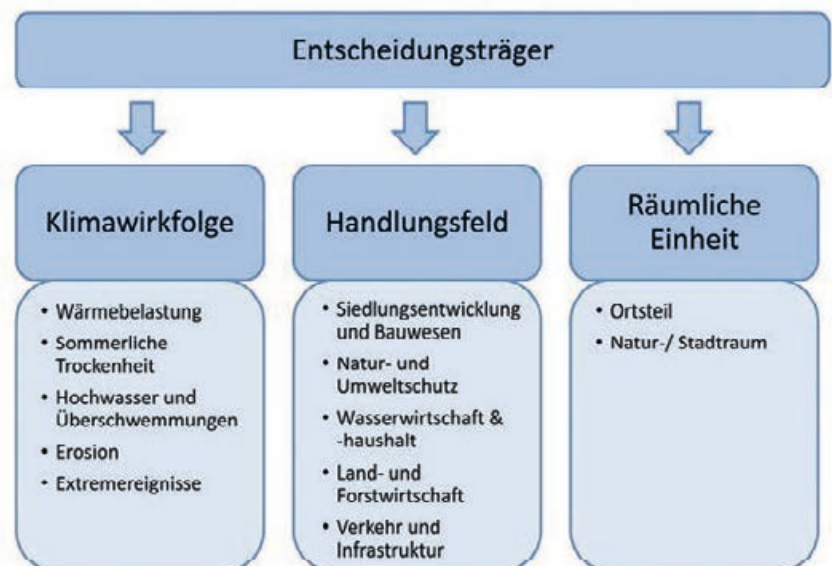 Entscheidungsträger
Klimawirkfolge
• Wärmebelastung
• Sommerliche
Trockenheit
• Hochwasser und
Überschwemmungen
• Erosion
• Extremereignisse
Handlungsfeld
• Siedlungsentwicklung
und Bauwesen
• Natur- und
Umweltschutz
• Wasserwirtschaft &
-haushalt
• Land- und
Forstwirtschaft
• Verkehr und
Infrastruktur
Räumliche
Einheit
• Ortsteil
• Natur-/ Stadtraum